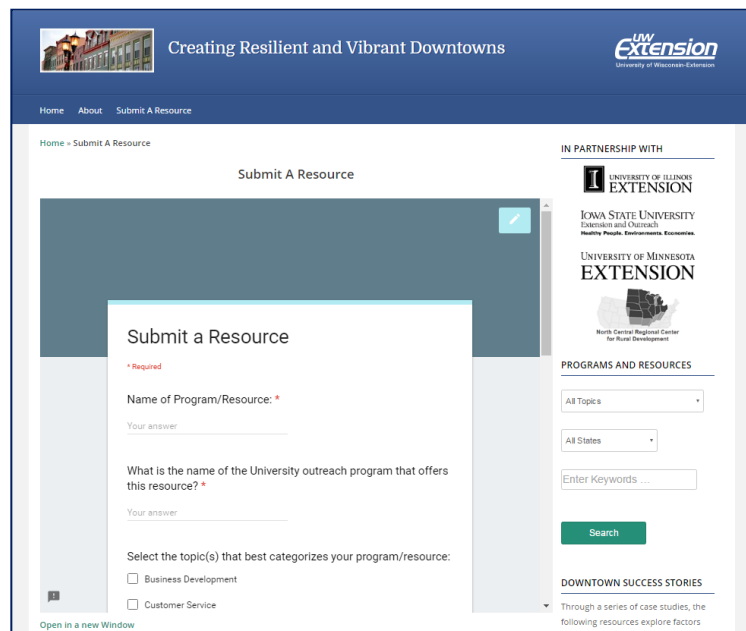 Creating Resilient and Vibrant Downtowns
UW
Extension
University of Wisconsin-Extension
Home About Submit A Resource
Home » Submit A Resource
Submit A Resource
Submit a Resource
* Required
Name of Program/Resource: *
Your answer
What is the name of the University outreach program that offers
this resource? *
Your answer
Select the topic(s) that best categorizes your program/resource:
Business Development
Customer Service
Open in a new Window
IN PARTNERSHIP WITH
I
UNIVERSITY OF ILLINOIS
EXTENSION
IOWA STATE UNIVERSITY
Extension and Outreach
Healthy People. Environments. Economies.
UNIVERSITY OF MINNESOTA
EXTENSION
North Central Regional Center
for Rural Development
PROGRAMS AND RESOURCES
All Topics
All States
Enter Keywords ...
Search
DOWNTOWN SUCCESS STORIES
Through a series of case studies, the
following resources explore factors